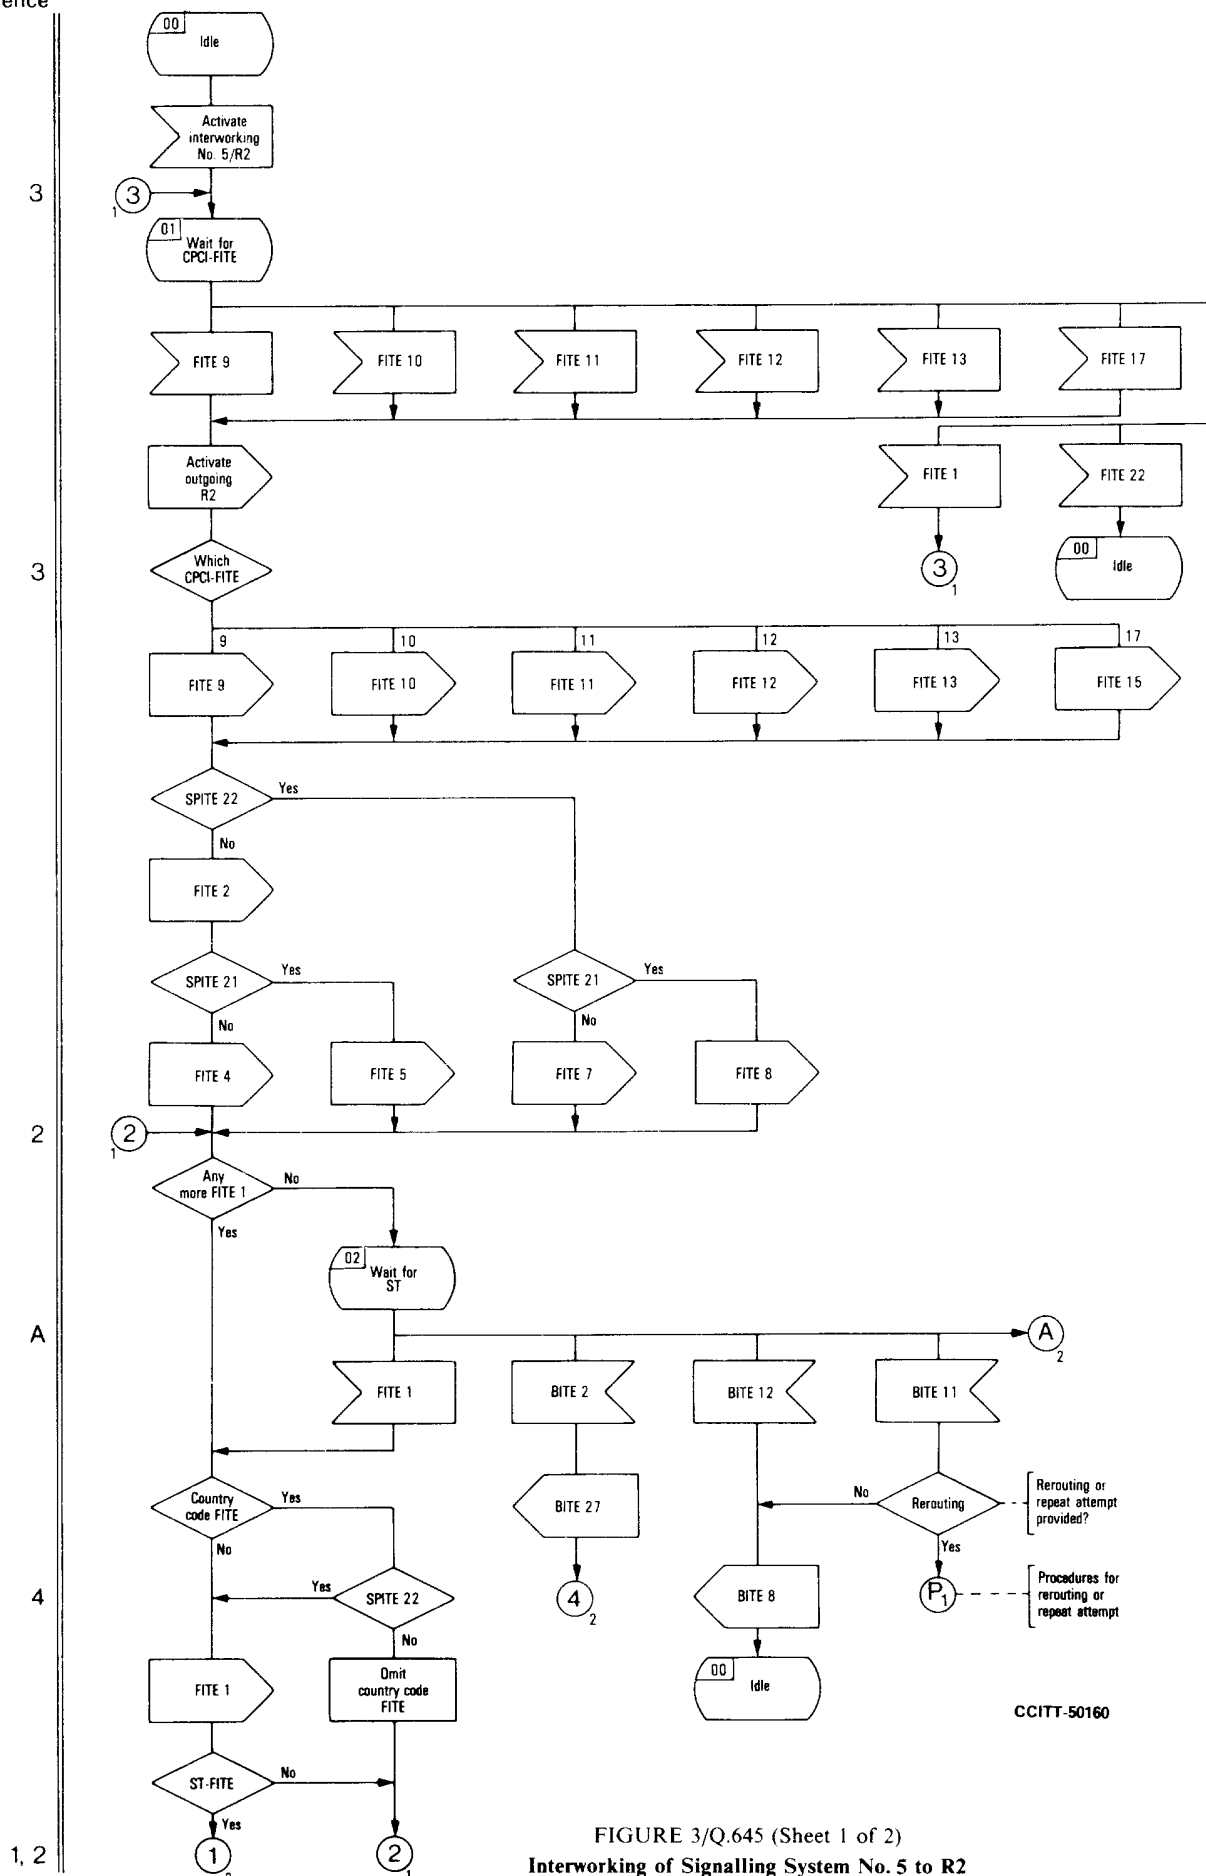 ence
00
Idle
Activate
interworking
No. 5/R2
3
3
1
01
Wait for
CPCI-FITE
FITE 9
FITE 10
FITE 11
FITE 12
FITE 13
FITE 17
Activate
outgoing
R2
FITE 1
FITE 22
3
1
00
Idle
3
Which
CPCI-FITE
9
10
11
12
13
17
FITE 9
FITE 10
FITE 11
FITE 12
FITE 13
FITE 15
SPITE 22
Yes
No
FITE 2
SPITE 21
Yes
No
SPITE 21
Yes
No
FITE 4
FITE 5
FITE 7
FITE 8
2
2
1
Any
more FITE 1
No
Yes
02
Wait for
ST
A
A
2
FITE 1
BITE 2
BITE 12
BITE 11
Country
code FITE
Yes
No
BITE 27
No
Rerouting
Yes
Rerouting or
repeat attempt
provided?
4
Yes
SPITE 22
No
4
2
BITE 8
P1
Procedures for
rerouting or
repeat attempt
FITE 1
Omit
country code
FITE
00
Idle
CCITT-50160
ST-FITE
No
Yes
1, 2
1
2
1
FIGURE 3/Q.645 (Sheet 1 of 2)
Interworking of Signalling System No. 5 to R2